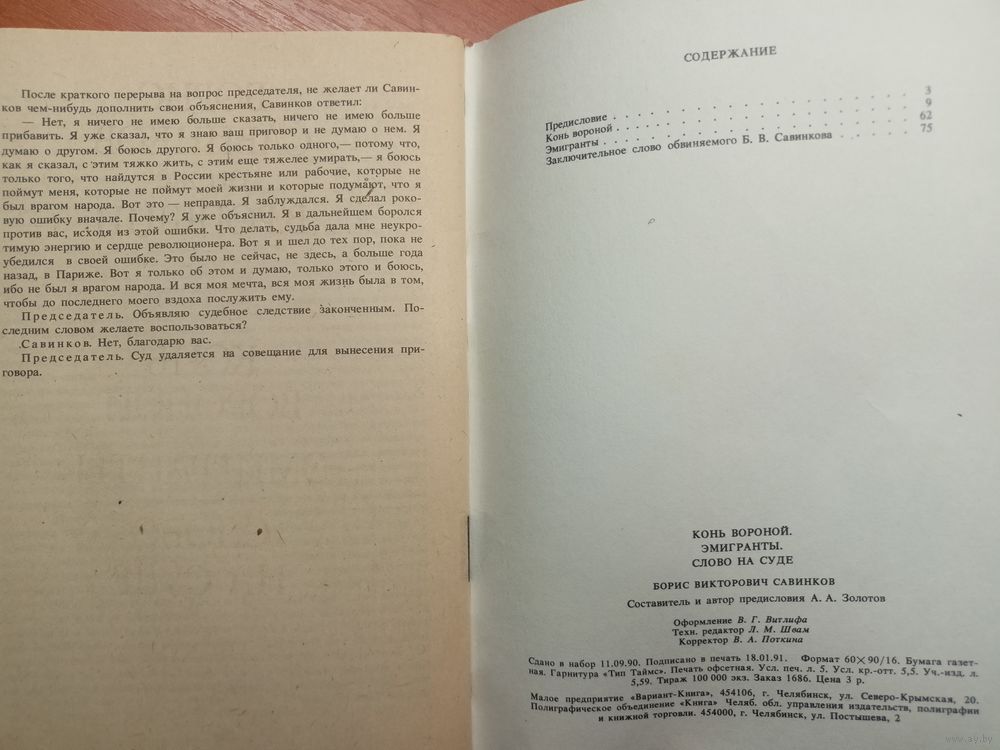 После краткого перерыва на вопрос председателя, не желает ли Савин-
ков чем-нибудь дополнить свои объяснения, Савинков ответил:
— Нет, я ничего не имею больше сказать, ничего не имею больше
прибавить. Я уже сказал, что я знаю ваш приговор и не думаю о нем. Я
думаю о другом. Я боюсь другого. Я боюсь только одного,— потому что,
как я сказал, с этим тяжко жить, с этим еще тяжелее умирать,— я боюсь
только того, что найдутся в России крестьяне или рабочие, которые не
поймут меня, которые не поймут моей жизни и которые подумают, что я
был врагом народа. Вот это — неправда. Я заблуждался. Я сделал роко-
вую ошибку вначале. Почему? Я уже объяснил. Я в дальнейшем боролся
против вас, исходя из этой ошибки. Что делать, судьба дала мне неукро-
тимую энергию и сердце революционера. Вот я и шел до тех пор, пока не
убедился в своей ошибке. Это было не сейчас, не здесь, а больше года
назад, в Париже. Вот я только об этом и думаю, только этого и боюсь,
ибо не был я врагом народа. И вся моя мечта, вся моя жизнь была в том,
чтобы до последнего моего вздоха послужить ему.
Председатель. Объявляю судебное следствие законченным. По-
следним словом желаете воспользоваться?
Савинков. Нет, благодарю вас.
Председатель. Суд удаляется на совещание для вынесения при-
говора.
СОДЕРЖАНИЕ
Предисловие . . . . . . . . . . . . . 3
Конь вороной . . . . . . . . . . . . . 9
Эмигранты . . . . . . . . . . . . . 62
Заключительное слово обвиняемого Б. В. Савинкова . . . . 75
КОНЬ ВОРОНОЙ.
ЭМИГРАНТЫ.
СЛОВО НА СУДЕ
БОРИС ВИКТОРОВИЧ САВИНКОВ
Составитель и автор предисловия А. А. Золотов
Оформление В. Г. Витлифа
Техн. редактор Л. М. Швам
Корректор В. А. Поткина
Сдано в набор 11.09.90. Подписано в печать 18.01.91. Формат 60×90/16. Бумага газет-
ная. Гарнитура «Тип Таймс». Печать офсетная. Усл. печ. л. 5. Усл. кр.-отт. 5,5. Уч.-изд. л.
5,59. Тираж 100 000 экз. Заказ 1686. Цена 3 р.
Малое предприятие «Вариант-Книга», 454106, г. Челябинск, ул. Северо-Крымская, 20.
Полиграфическое объединение «Книга» Челяб. обл. управления издательств, полиграфии
и книжной торговли. 454000, г. Челябинск, ул. Постышева, 2
www.ay.by